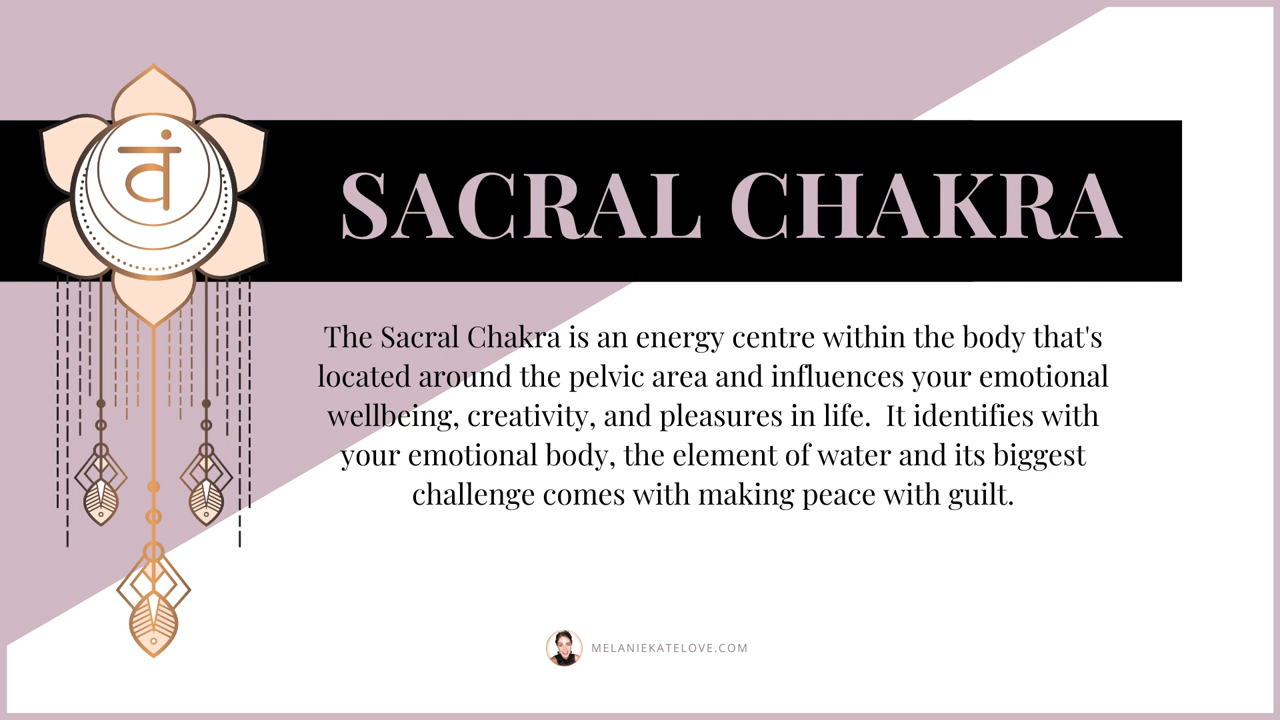 वं
SACRAL CHAKRA
The Sacral Chakra is an energy centre within the body that's
located around the pelvic area and influences your emotional
wellbeing, creativity, and pleasures in life.  It identifies with
your emotional body, the element of water and its biggest
challenge comes with making peace with guilt.
MELANIEKATELOVE.COM